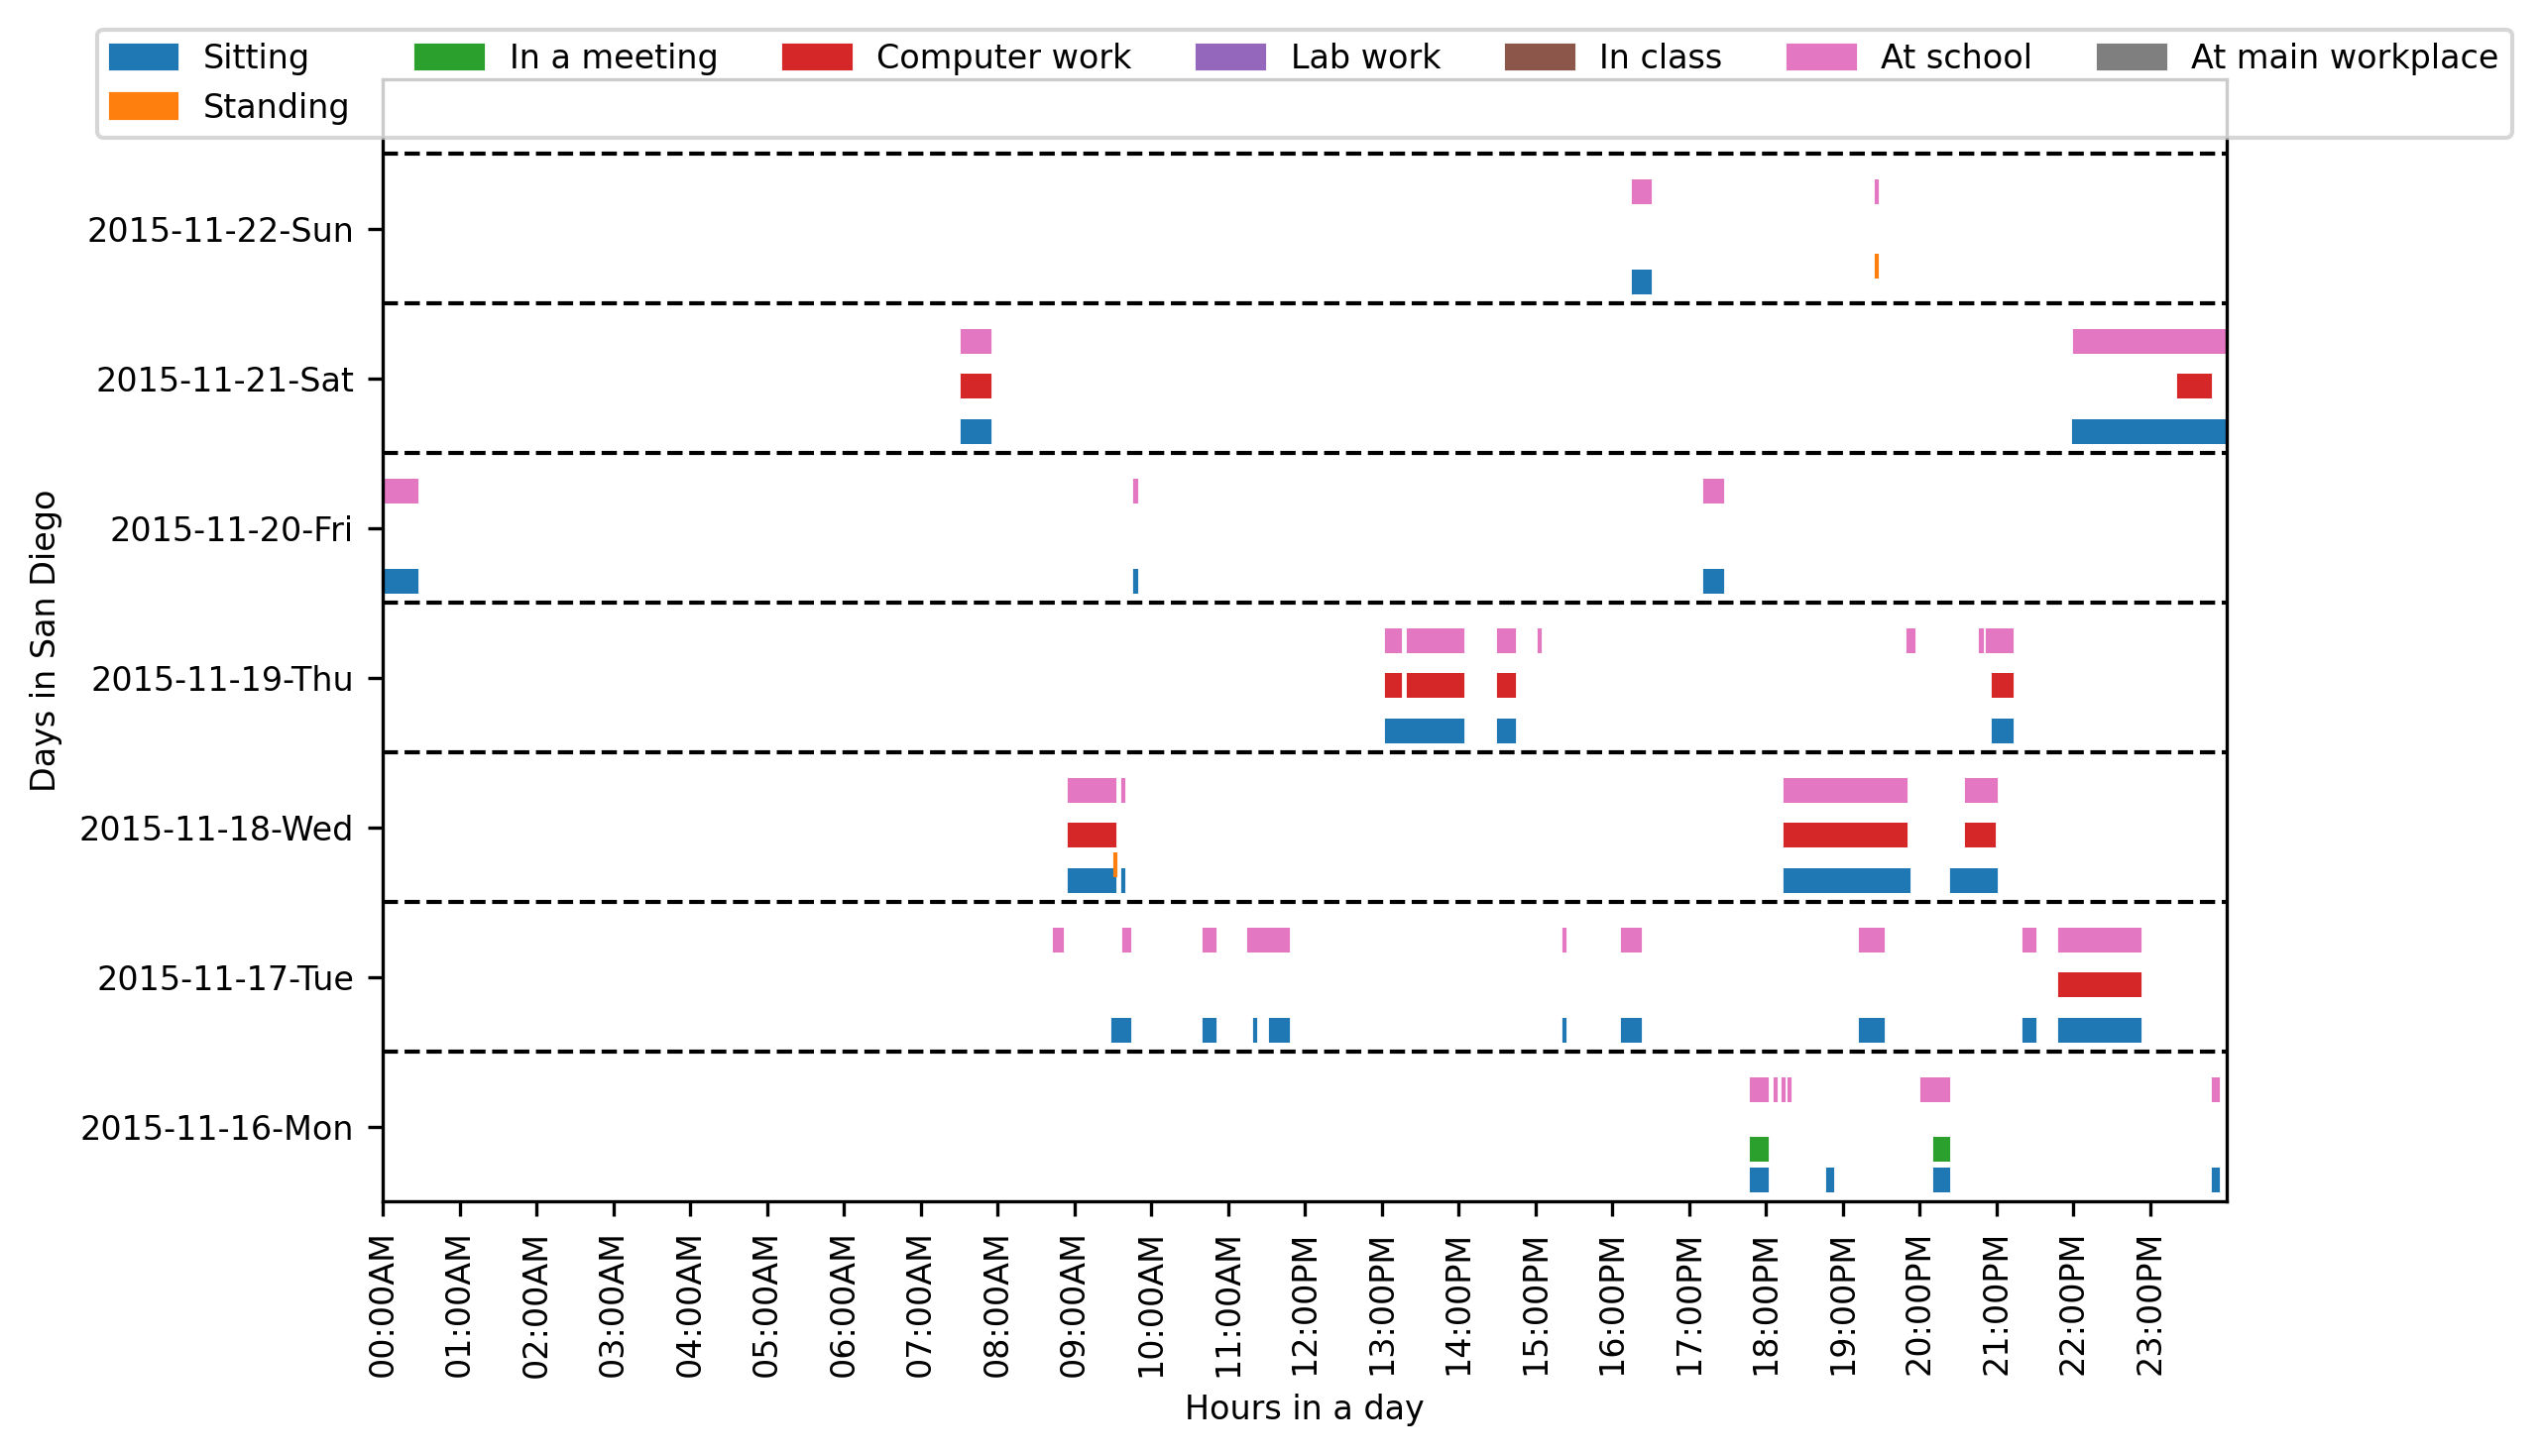 Sitting In a meeting Computer work Lab work In class At school At main workplace
Standing
2015-11-22-Sun
2015-11-21-Sat
2015-11-20-Fri
2015-11-19-Thu
2015-11-18-Wed
2015-11-17-Tue
2015-11-16-Mon
Days in San Diego
00:00AM 01:00AM 02:00AM 03:00AM 04:00AM 05:00AM 06:00AM 07:00AM 08:00AM 09:00AM 10:00AM 11:00AM 12:00PM 13:00PM 14:00PM 15:00PM 16:00PM 17:00PM 18:00PM 19:00PM 20:00PM 21:00PM 22:00PM 23:00PM
Hours in a day